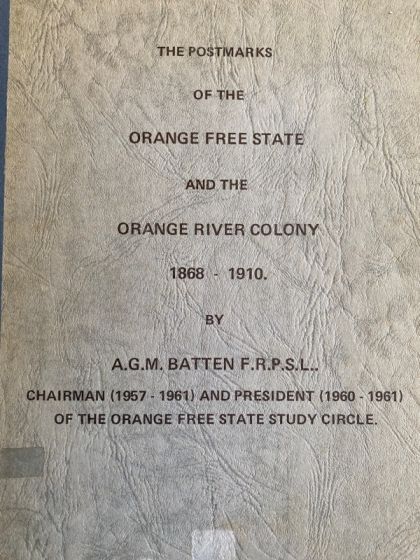 THE POSTMARKS
OF THE
ORANGE FREE STATE
AND THE
ORANGE RIVER COLONY
1868 - 1910.
BY
A.G.M. BATTEN F.R.P.S.L..
CHAIRMAN (1957 - 1961) AND PRESIDENT (1960 - 1961)
OF THE ORANGE FREE STATE STUDY CIRCLE.